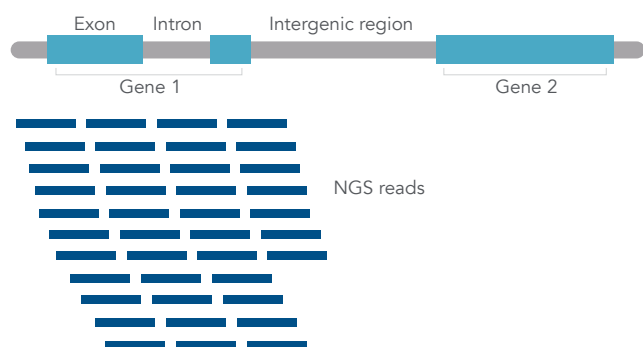 Exon Intron Intergenic region
Gene 1 Gene 2
NGS reads